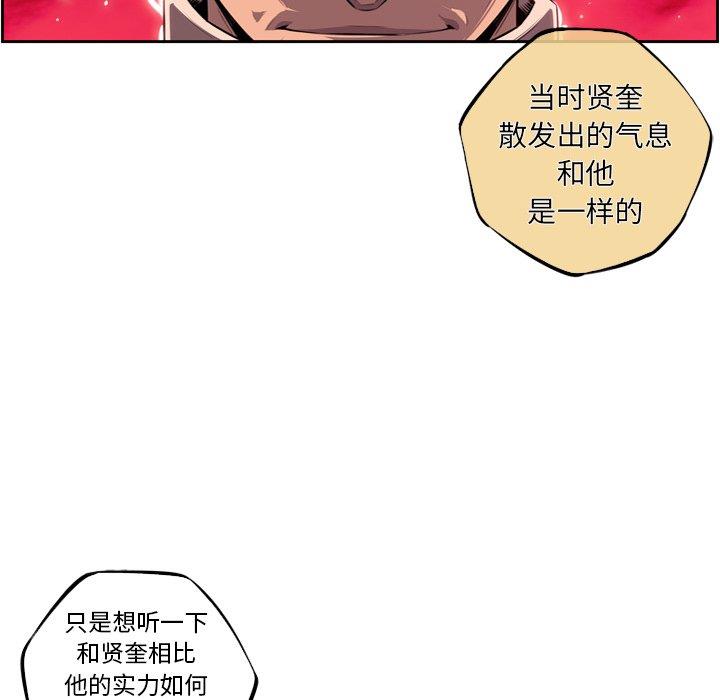 当时贤奎
散发出的气息
和他
是一样的
只是想听一下
和贤奎相比
他的实力如何